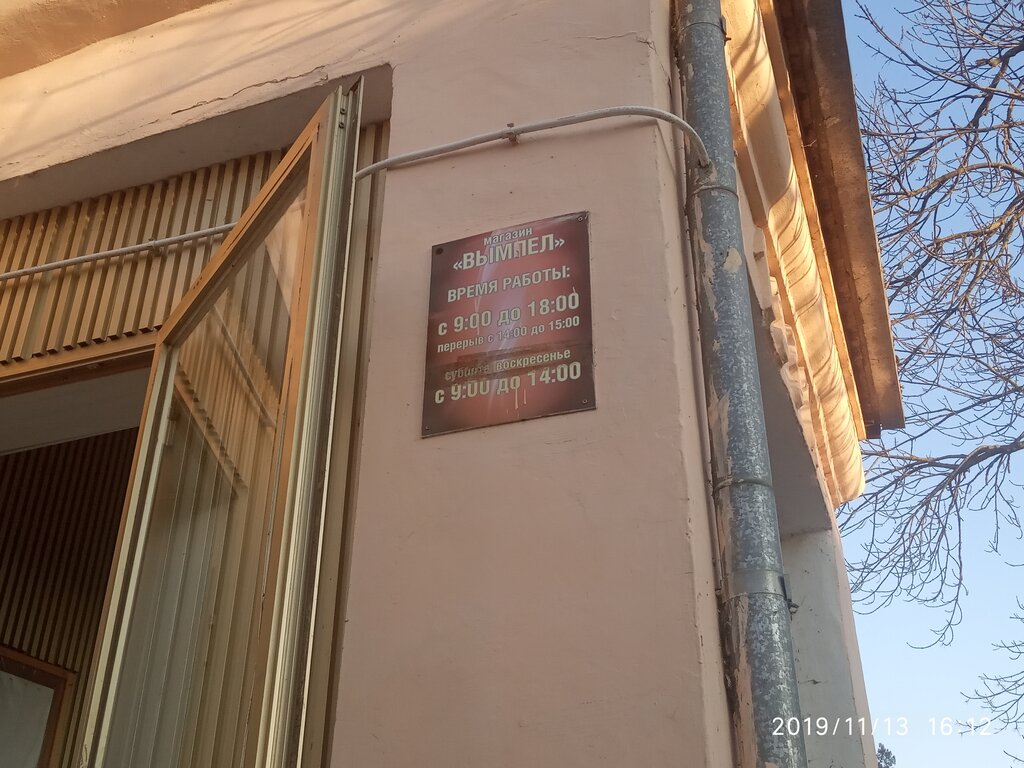 магазин
«ВЫМПЕЛ»
ВРЕМЯ РАБОТЫ:
с 9:00 до 18:00
перерыв с 14:00 до 15:00
суббота воскресенье
с 9:00 до 14:00
2019/11/13 16:12